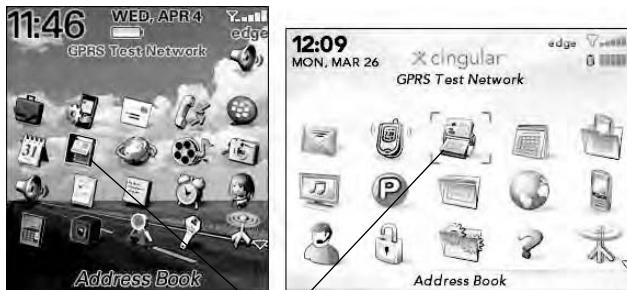 11:46
WED, APR 4
edge
GPRS Test Network
31
Address Book
12:09
MON, MAR 26
cingular
edge
GPRS Test Network
P
?
Address Book